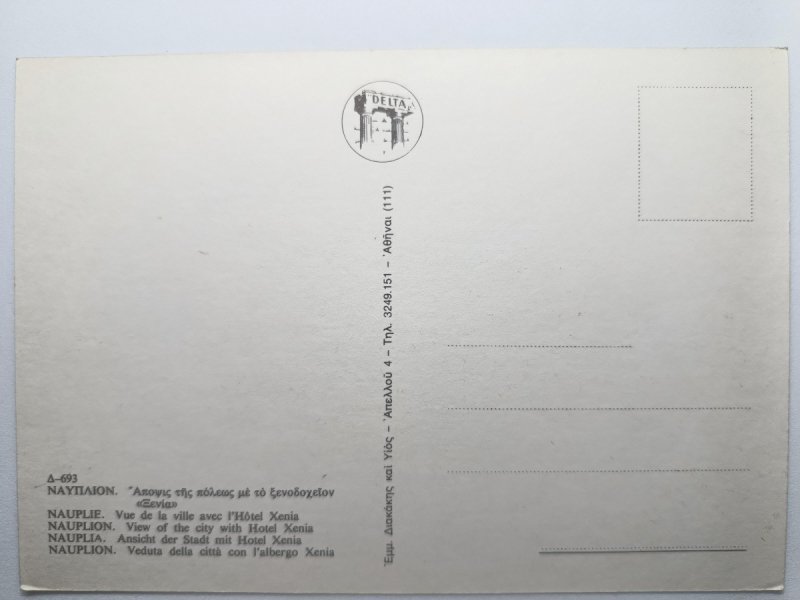 DELTA
Δ–693
ΝΑΥΠΛΙΟΝ. Ἄποψις τῆς πόλεως μὲ τὸ ξενοδοχεῖον
«Ξενία»
NAUPLIE. Vue de la ville avec l'Hôtel Xenia
NAUPLION. View of the city with Hotel Xenia
NAUPLIA. Ansicht der Stadt mit Hotel Xenia
NAUPLION. Veduta della città con l'albergo Xenia
Ἐμμ. Διακάκης καὶ Υἱός – Ἀπελλοῦ 4 – Τηλ. 3249.151 – Ἀθῆναι (111)